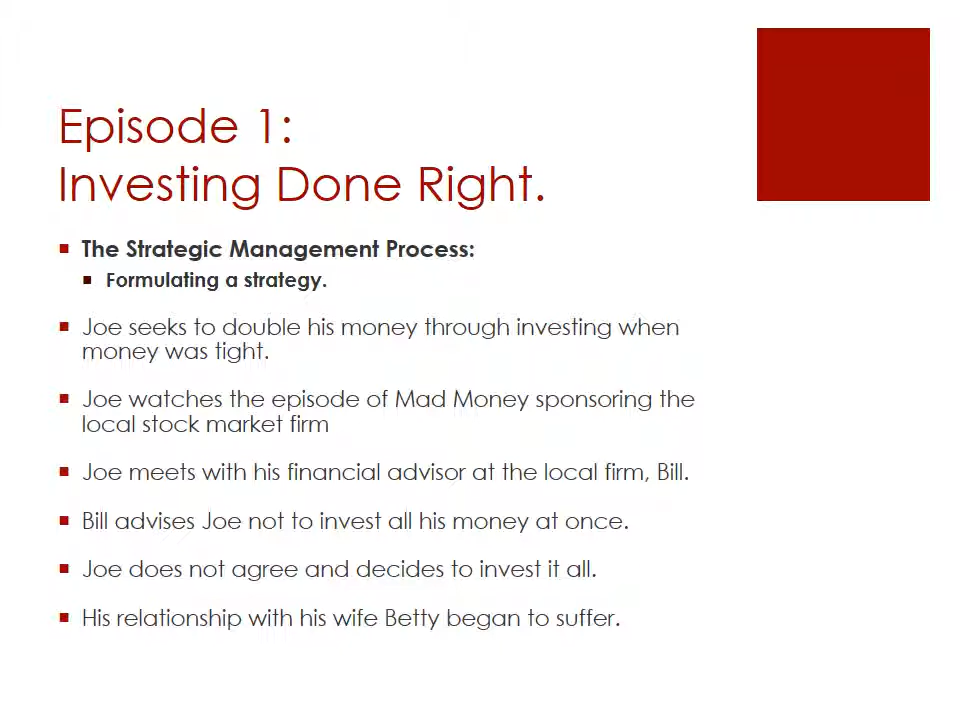 Episode 1:
Investing Done Right.
The Strategic Management Process:
Formulating a strategy.
Joe seeks to double his money through investing when
money was tight.
Joe watches the episode of Mad Money sponsoring the
local stock market firm
Joe meets with his financial advisor at the local firm, Bill.
Bill advises Joe not to invest all his money at once.
Joe does not agree and decides to invest it all.
His relationship with his wife Betty began to suffer.